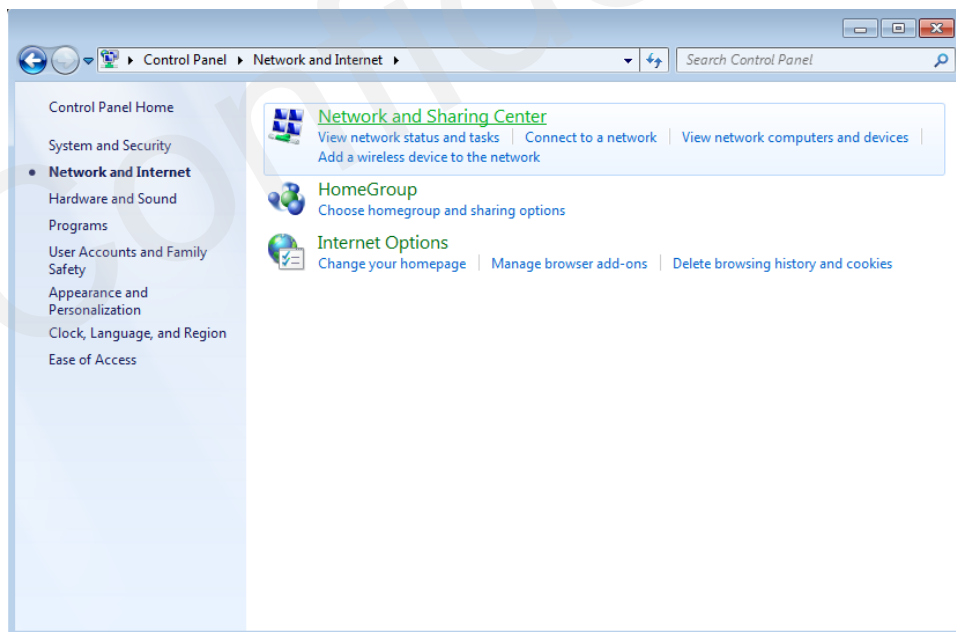 Control Panel ▸ Network and Internet ▸
Search Control Panel
Control Panel Home
System and Security
Network and Internet
Hardware and Sound
Programs
User Accounts and Family
Safety
Appearance and
Personalization
Clock, Language, and Region
Ease of Access
Network and Sharing Center
View network status and tasks | Connect to a network | View network computers and devices |
Add a wireless device to the network
HomeGroup
Choose homegroup and sharing options
Internet Options
Change your homepage | Manage browser add-ons | Delete browsing history and cookies